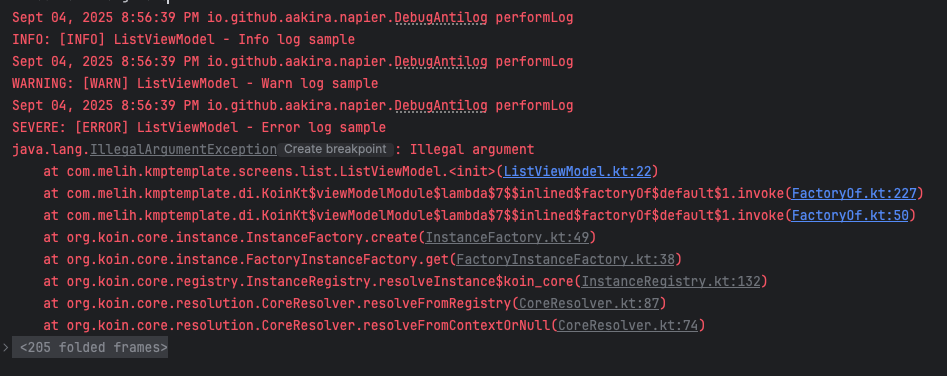 Sept 04, 2025 8:56:39 PM io.github.aakira.napier.DebugAntilog performLog
INFO: [INFO] ListViewModel - Info log sample
Sept 04, 2025 8:56:39 PM io.github.aakira.napier.DebugAntilog performLog
WARNING: [WARN] ListViewModel - Warn log sample
Sept 04, 2025 8:56:39 PM io.github.aakira.napier.DebugAntilog performLog
SEVERE: [ERROR] ListViewModel - Error log sample
java.lang.IllegalArgumentException Create breakpoint : Illegal argument
at com.melih.kmptemplate.screens.list.ListViewModel.<init>(ListViewModel.kt:22)
at com.melih.kmptemplate.di.KoinKt$viewModelModule$lambda$7$$inlined$factoryOf$default$1.invoke(FactoryOf.kt:227)
at com.melih.kmptemplate.di.KoinKt$viewModelModule$lambda$7$$inlined$factoryOf$default$1.invoke(FactoryOf.kt:50)
at org.koin.core.instance.InstanceFactory.create(InstanceFactory.kt:49)
at org.koin.core.instance.FactoryInstanceFactory.get(FactoryInstanceFactory.kt:38)
at org.koin.core.registry.InstanceRegistry.resolveInstance$koin_core(InstanceRegistry.kt:132)
at org.koin.core.resolution.CoreResolver.resolveFromRegistry(CoreResolver.kt:87)
at org.koin.core.resolution.CoreResolver.resolveFromContextOrNull(CoreResolver.kt:74)
<205 folded frames>